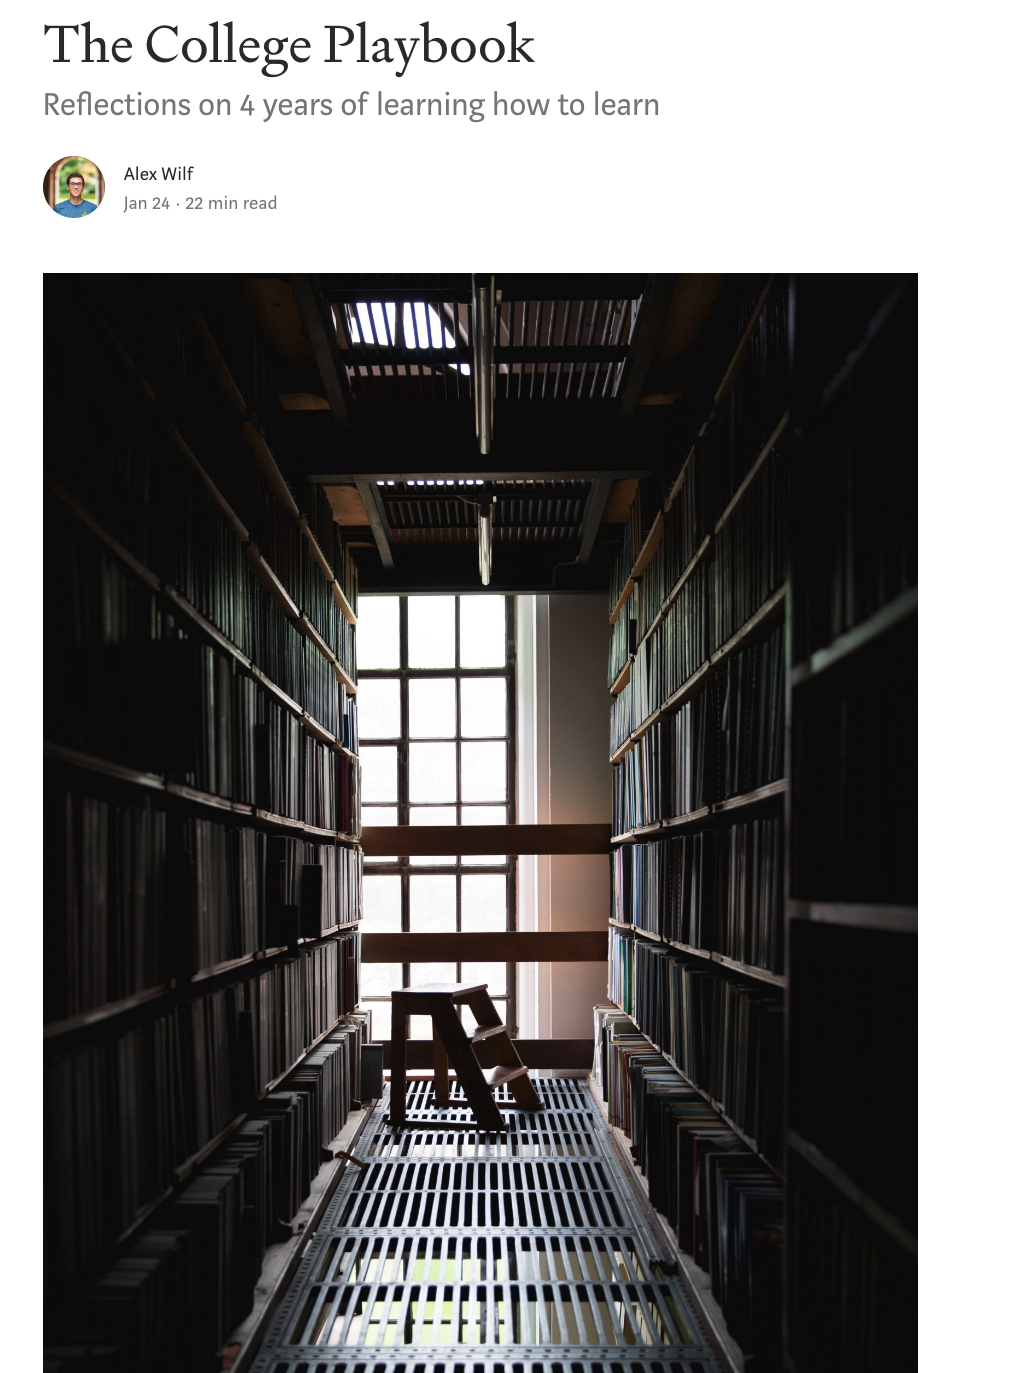 The College Playbook
Reflections on 4 years of learning how to learn
Alex Wilf
Jan 24 · 22 min read